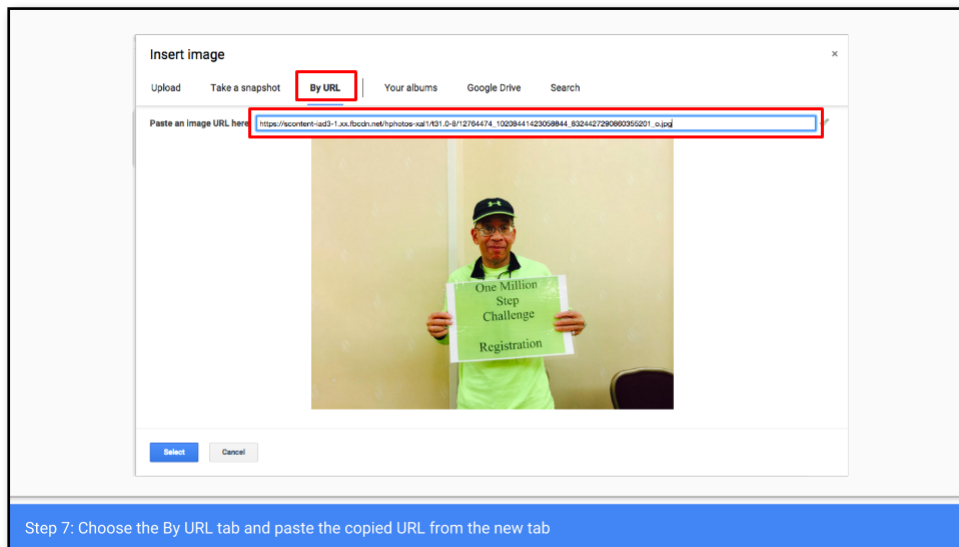 Insert image
×
Upload Take a snapshot By URL Your albums Google Drive Search
Paste an image URL here https://scontent-iad3-1.xx.fbcdn.net/hphotos-xal1/t31.0-8/12764474_10208441423058844_8324427290860355201_o.jpg
One Million
Step
Challenge
Registration
Select Cancel
Step 7: Choose the By URL tab and paste the copied URL from the new tab